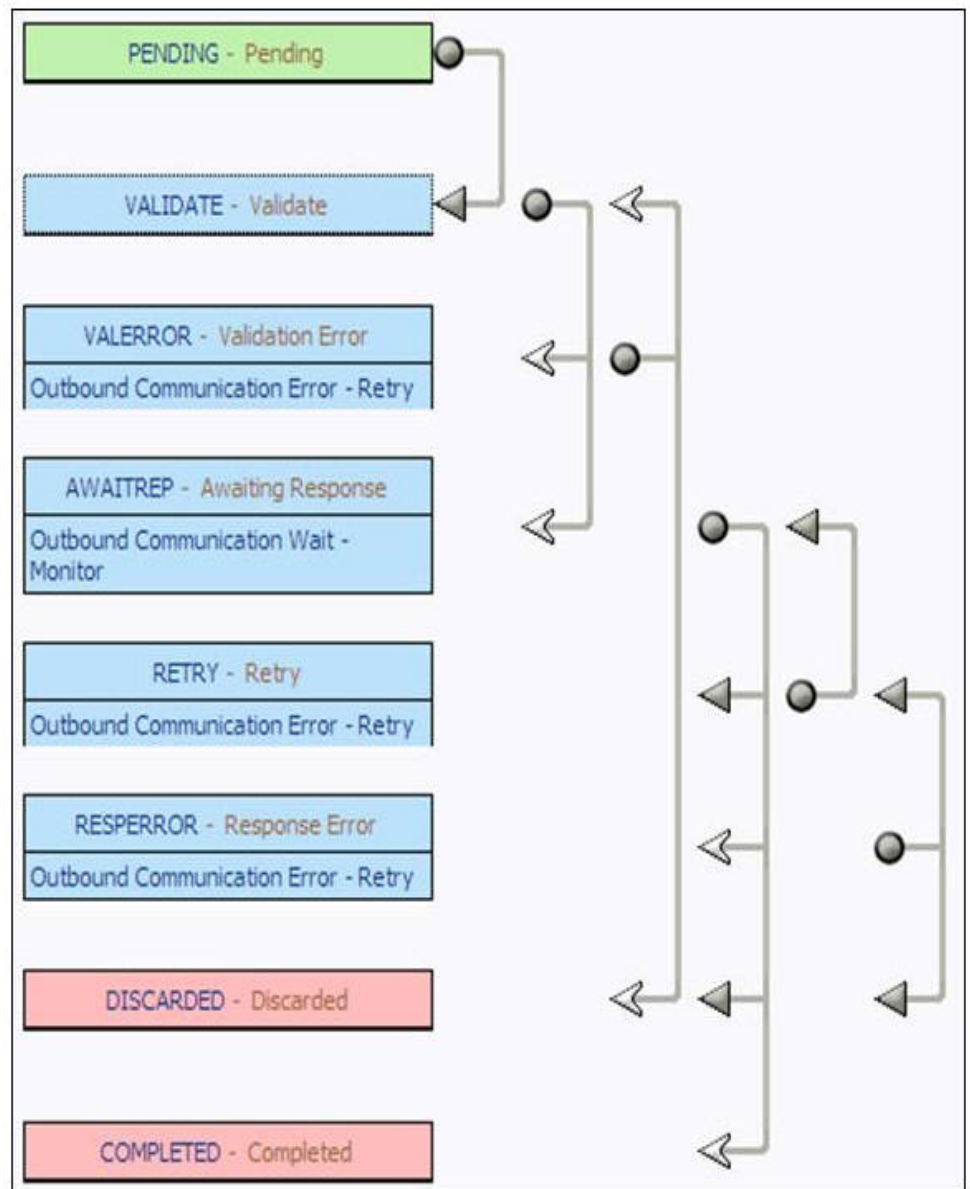 PENDING - Pending
VALIDATE - Validate
VALERROR - Validation Error
Outbound Communication Error - Retry
AWAITREP - Awaiting Response
Outbound Communication Wait -
Monitor
RETRY - Retry
Outbound Communication Error - Retry
RESPERROR - Response Error
Outbound Communication Error - Retry
DISCARDED - Discarded
COMPLETED - Completed